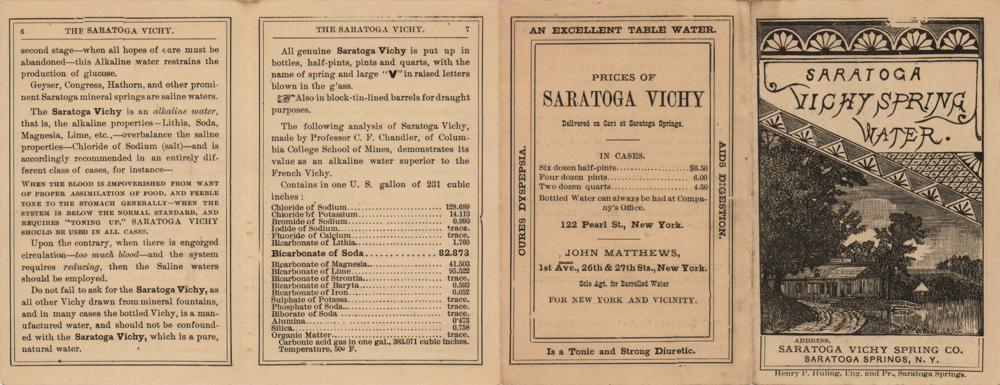 6 THE SARATOGA VICHY.
second stage—when all hopes of cure must be
abandoned—this Alkaline water restrains the
production of glucose.
Geyser, Congress, Hathorn, and other promi-
nent Saratoga mineral springs are saline waters.
The Saratoga Vichy is an alkaline water,
that is, the alkaline properties—Lithia, Soda,
Magnesia, Lime, etc.,—overbalance the saline
properties—Chloride of Sodium (salt)—and is
accordingly recommended in an entirely dif-
ferent class of cases, for instance—
WHEN THE BLOOD IS IMPOVERISHED FROM WANT
OF PROPER ASSIMILATION OF FOOD, AND FEEBLE
TONE TO THE STOMACH GENERALLY—WHEN THE
SYSTEM IS BELOW THE NORMAL STANDARD, AND
REQUIRES "TONING UP," SARATOGA VICHY
SHOULD BE USED IN ALL CASES.
Upon the contrary, when there is engorged
circulation—too much blood—and the system
requires reducing, then the Saline waters
should be employed.
Do not fail to ask for the Saratoga Vichy, as
all other Vichy drawn from mineral fountains,
and in many cases the bottled Vichy, is a man-
ufactured water, and should not be confound-
ed with the Saratoga Vichy, which is a pure,
natural water.
THE SARATOGA VICHY. 7
All genuine Saratoga Vichy is put up in
bottles, half-pints, pints and quarts, with the
name of spring and large "V" in raised letters
blown in the g'ass.
☞Also in block-tin-lined barrels for draught
purposes.
The following analysis of Saratoga Vichy,
made by Professor C. F. Chandler, of Colum-
bia College School of Mines, demonstrates its
value as an alkaline water superior to the
French Vichy.
Contains in one U. S. gallon of 231 cubic
inches:
Chloride of Sodium 128.689
Chloride of Potassium 14.113
Bromide of Sodium 0.990
Iodide of Sodium trace.
Fluoride of Calcium trace.
Bicarbonate of Lithia 1.760
Bicarbonate of Soda 82.873
Bicarbonate of Magnesia 41.503
Bicarbonate of Lime 95.522
Bicarbonate of Strontia trace.
Bicarbonate of Baryta 0.593
Bicarbonate of Iron 0.052
Sulphate of Potassa trace.
Phosphate of Soda trace.
Biborate of Soda trace.
Alumina 0'473
Silica 0.758
Organic Matter trace.
Carbonic acid gas in one gal., 383.071 cubic inches.
Temperature, 50° F.
AN EXCELLENT TABLE WATER.
CURES DYSPEPSIA.
PRICES OF
SARATOGA VICHY
Delivered on Cars at Saratoga Springs.
IN CASES.
Six dozen half-pints $6.50
Four dozen pints 6.00
Two dozen quarts 4.50
Bottled Water can always be had at Compa-
ny's Office.
122 Pearl St., New York.
JOHN MATTHEWS,
1st Ave., 26th & 27th Sts., New York.
Sole Agt. for Barrelled Water
FOR NEW YORK AND VICINITY.
AIDS DIGESTION.
Is a Tonic and Strong Diuretic.
SARATOGA
VICHY SPRING
WATER.
ADDRESS,
SARATOGA VICHY SPRING CO.
SARATOGA SPRINGS, N. Y.
Henry P. Huling, Eng. and Pr., Saratoga Springs.